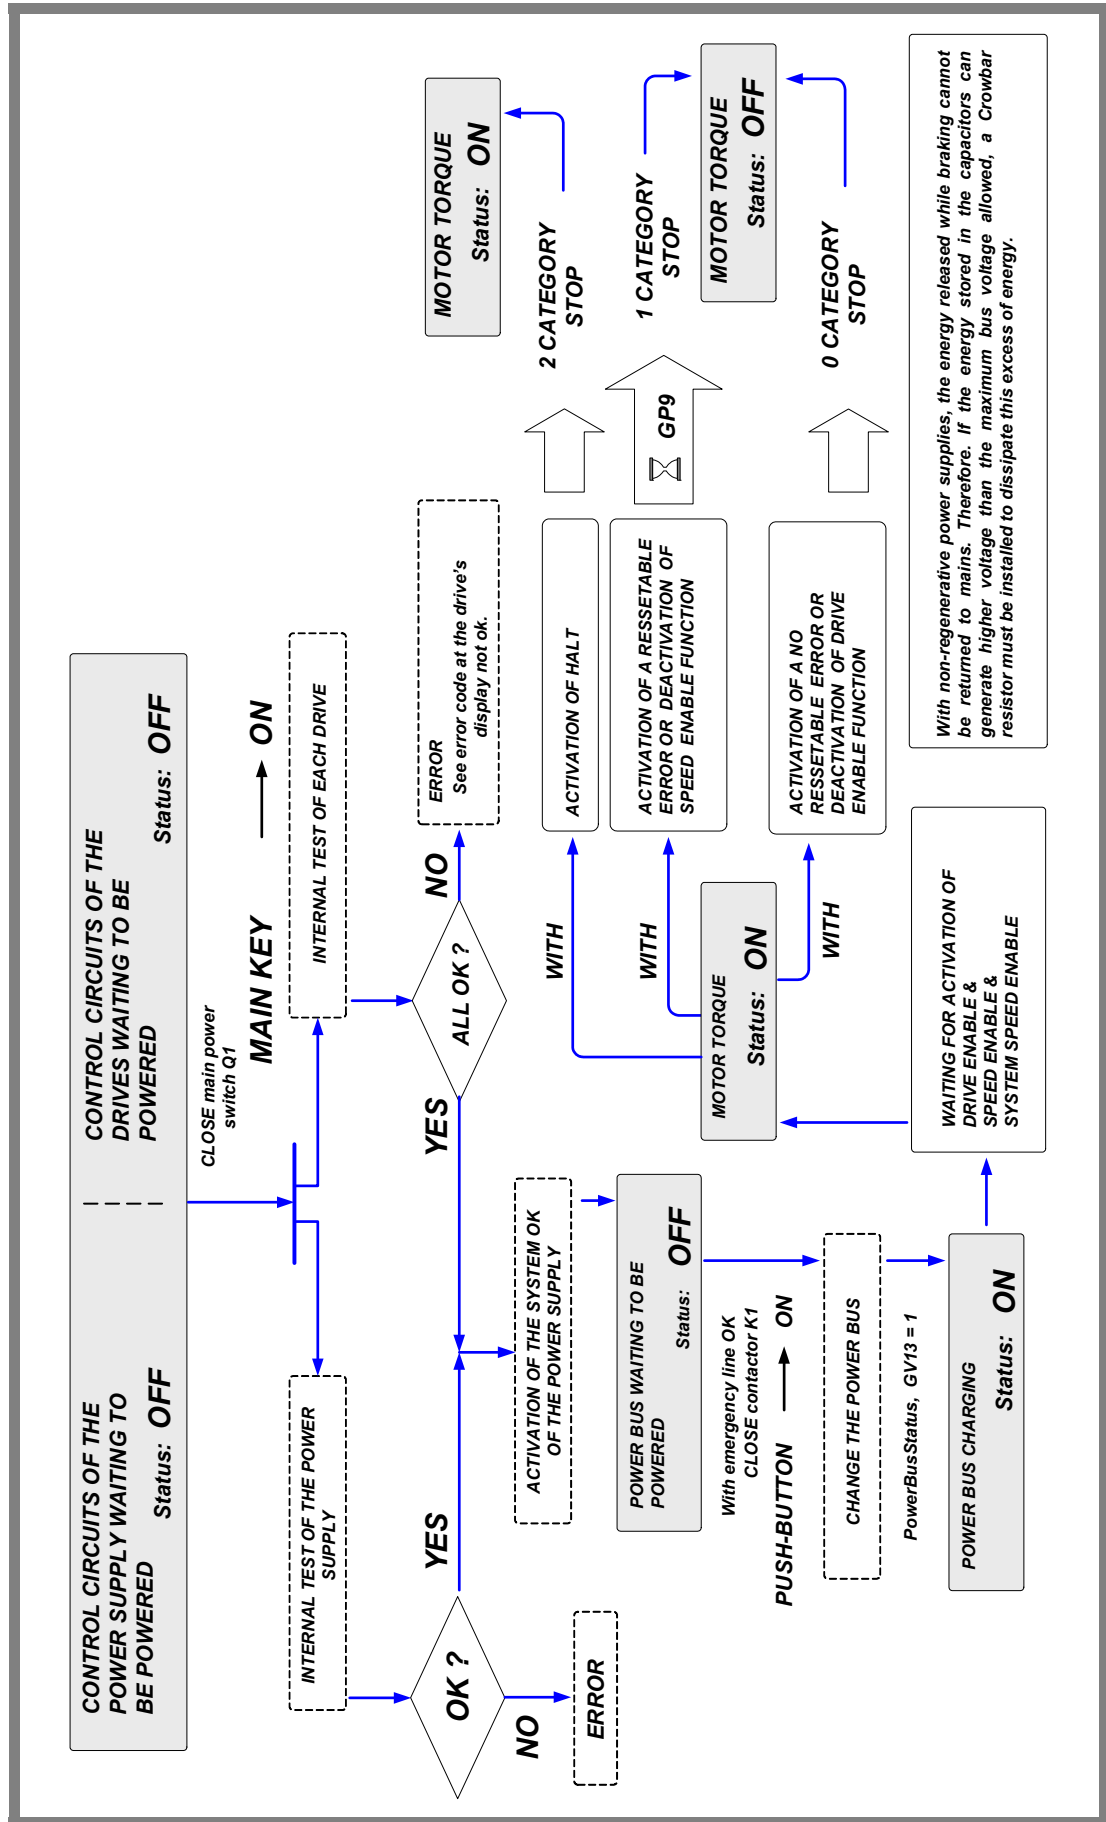 CONTROL CIRCUITS OF THE
POWER SUPPLY WAITING TO
BE POWERED
Status: OFF
CONTROL CIRCUITS OF THE
DRIVES WAITING TO BE
POWERED
Status: OFF
CLOSE main power
switch Q1
MAIN KEY
ON
INTERNAL TEST OF THE POWER
SUPPLY
INTERNAL TEST OF EACH DRIVE
OK ?
YES
NO
ERROR
ALL OK ?
YES
NO
ERROR
See error code at the drive's
display not ok.
ACTIVATION OF THE SYSTEM OK
OF THE POWER SUPPLY
POWER BUS WAITING TO BE
POWERED
Status: OFF
With emergency line OK
CLOSE contactor K1
PUSH-BUTTON
ON
CHANGE THE POWER BUS
PowerBusStatus, GV13 = 1
POWER BUS CHARGING
Status: ON
WAITING FOR ACTIVATION OF
DRIVE ENABLE &
SPEED ENABLE &
SYSTEM SPEED ENABLE
MOTOR TORQUE
Status: ON
WITH
WITH
WITH
ACTIVATION OF HALT
ACTIVATION OF A RESSETABLE
ERROR OR DEACTIVATION OF
SPEED ENABLE FUNCTION
ACTIVATION OF A NO
RESSETABLE ERROR OR
DEACTIVATION OF DRIVE
ENABLE FUNCTION
GP9
2 CATEGORY
STOP
1 CATEGORY
STOP
0 CATEGORY
STOP
MOTOR TORQUE
Status: ON
MOTOR TORQUE
Status: OFF
With non-regenerative power supplies, the energy released while braking cannot
be returned to mains. Therefore. If the energy stored in the capacitors can
generate higher voltage than the maximum bus voltage allowed, a Crowbar
resistor must be installed to dissipate this excess of energy.